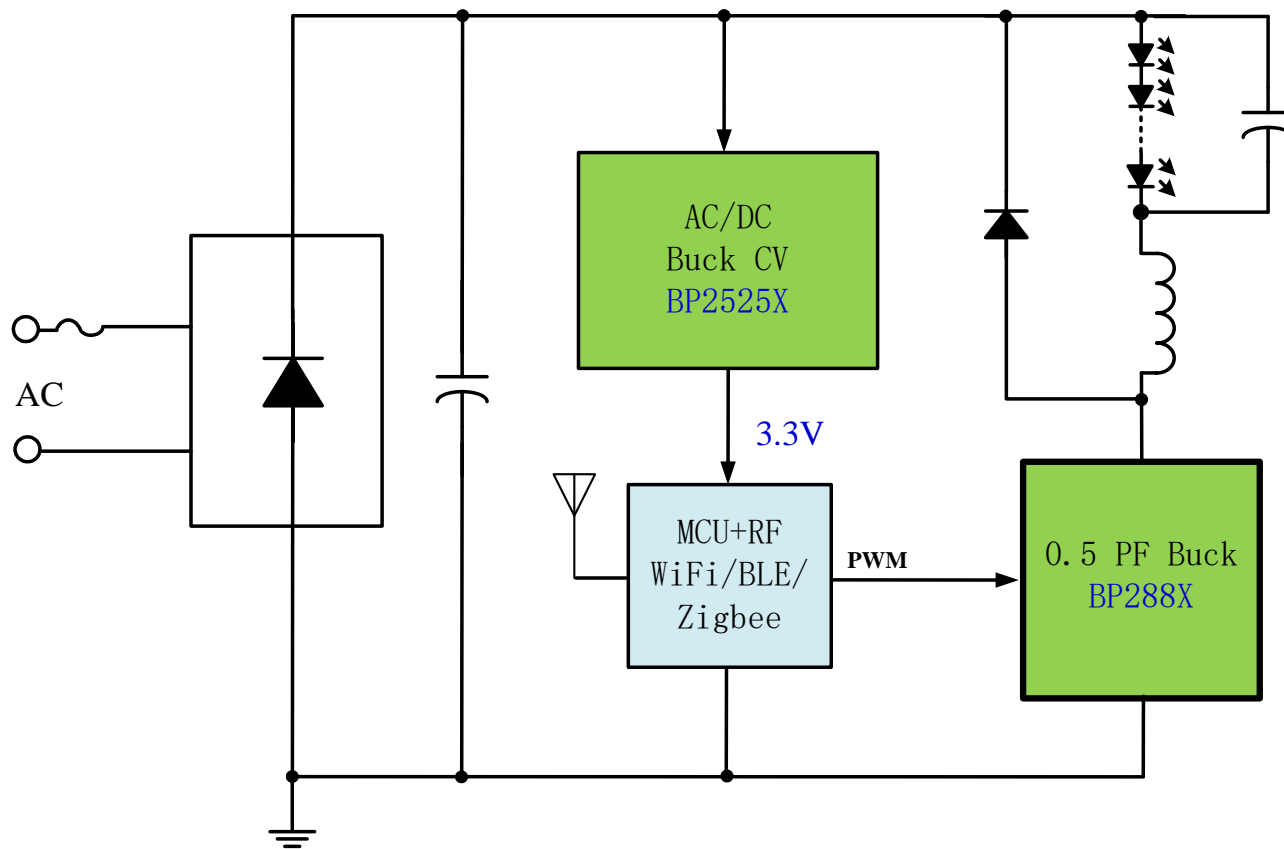 AC
AC/DC
Buck CV
BP2525X
3.3V
MCU+RF
WiFi/BLE/
Zigbee
PWM
0.5 PF Buck
BP288X